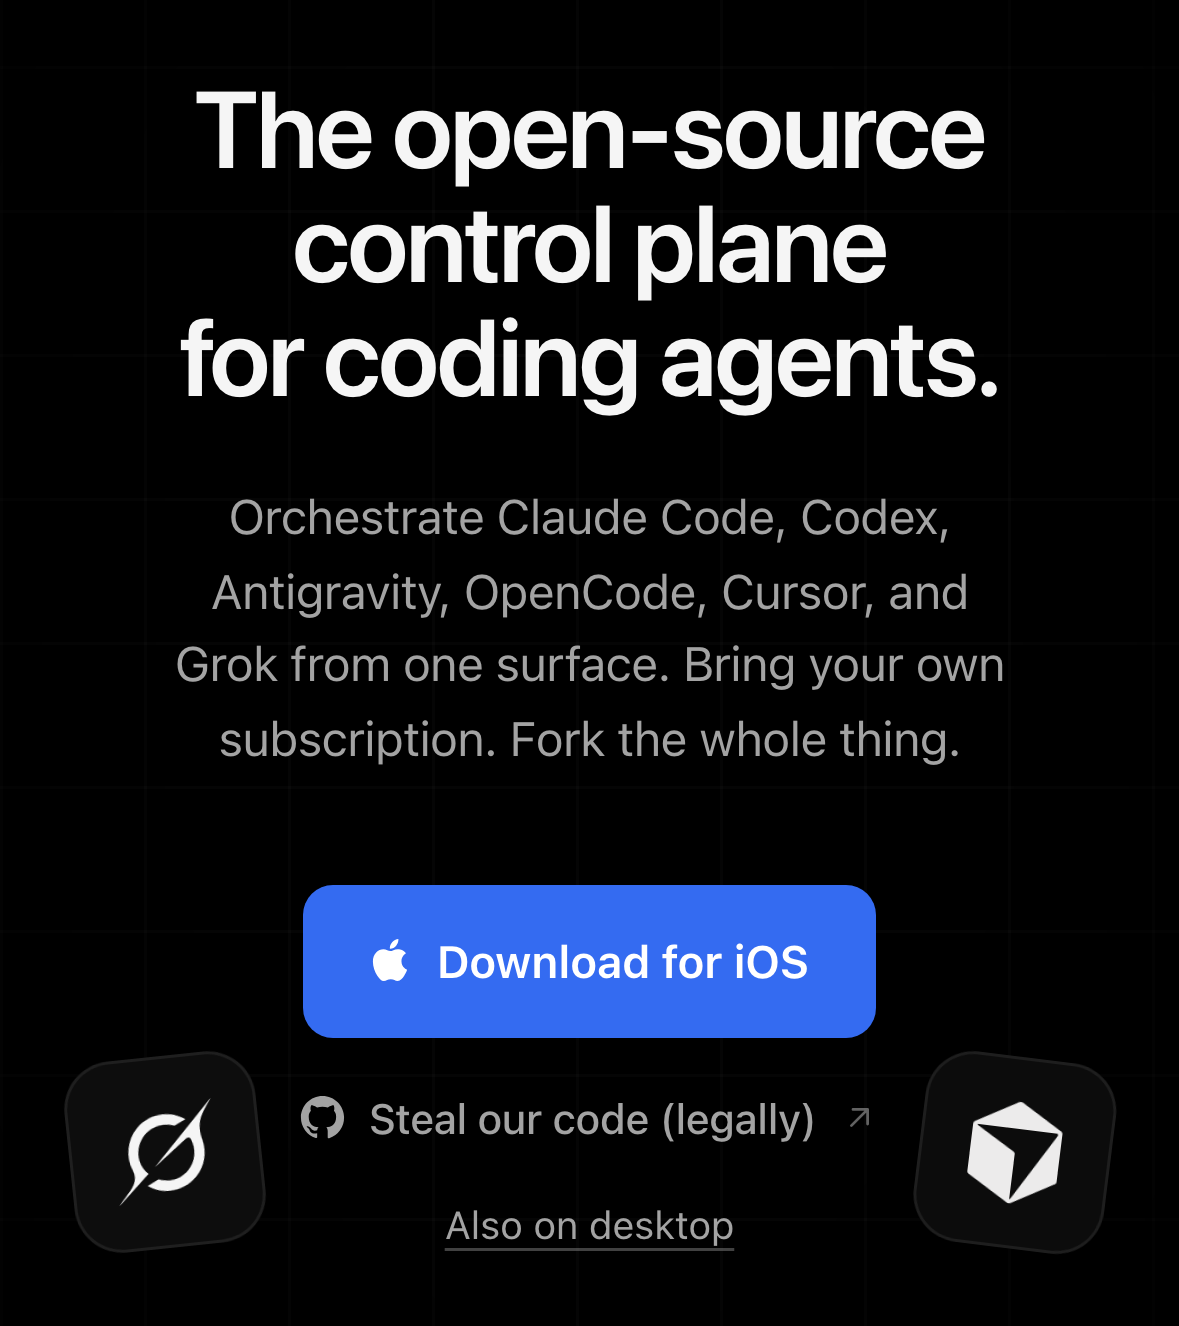 The open-source
control plane
for coding agents.
Orchestrate Claude Code, Codex,
Antigravity, OpenCode, Cursor, and
Grok from one surface. Bring your own
subscription. Fork the whole thing.
Download for iOS
Steal our code (legally)
Also on desktop